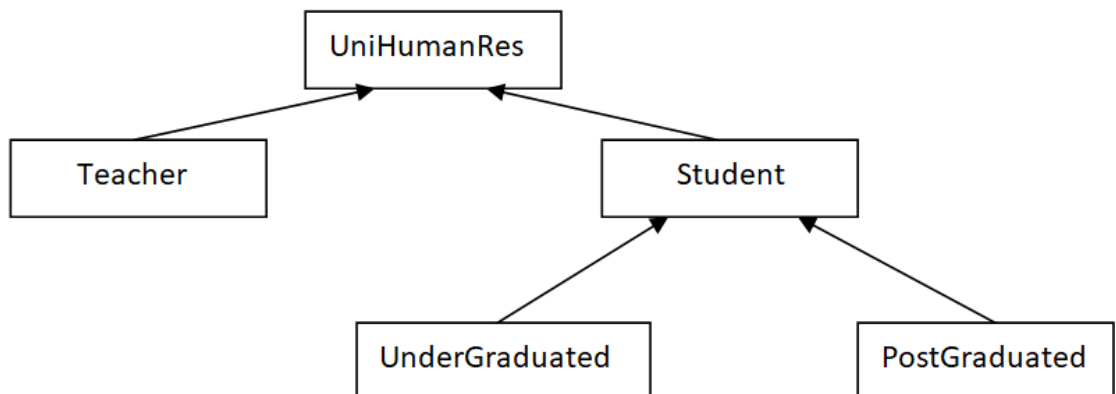 UniHumanRes
Teacher
Student
UnderGraduated
PostGraduated